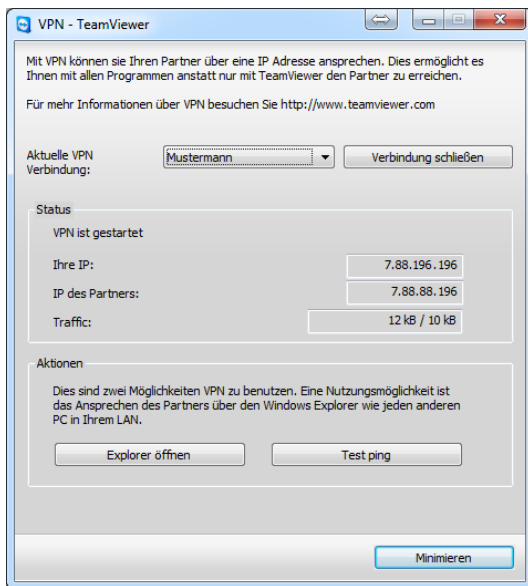 VPN - TeamViewer
Mit VPN können sie Ihren Partner über eine IP Adresse ansprechen. Dies ermöglicht es
Ihnen mit allen Programmen anstatt nur mit TeamViewer den Partner zu erreichen.
Für mehr Informationen über VPN besuchen Sie http://www.teamviewer.com
Aktuelle VPN
Verbindung:
Mustermann
Verbindung schließen
Status
VPN ist gestartet
Ihre IP:
7.88.196.196
IP des Partners:
7.88.88.196
Traffic:
12 kB / 10 kB
Aktionen
Dies sind zwei Möglichkeiten VPN zu benutzen. Eine Nutzungsmöglichkeit ist
das Ansprechen des Partners über den Windows Explorer wie jeden anderen
PC in Ihrem LAN.
Explorer öffnen
Test ping
Minimieren